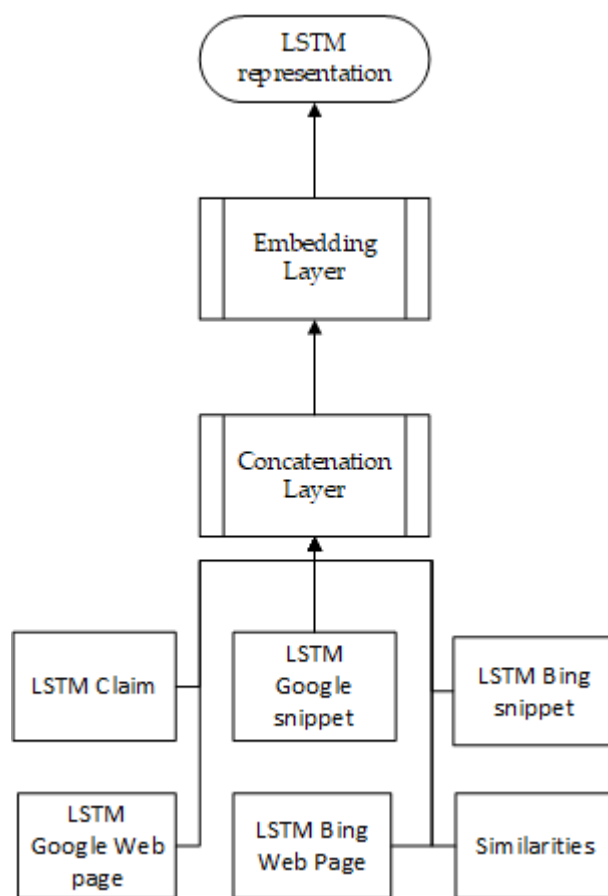 LSTM
representation
Embedding
Layer
Concatenation
Layer
LSTM Claim
LSTM
Google
snippet
LSTM Bing
snippet
LSTM
Google Web
page
LSTM Bing
Web Page
Similarities